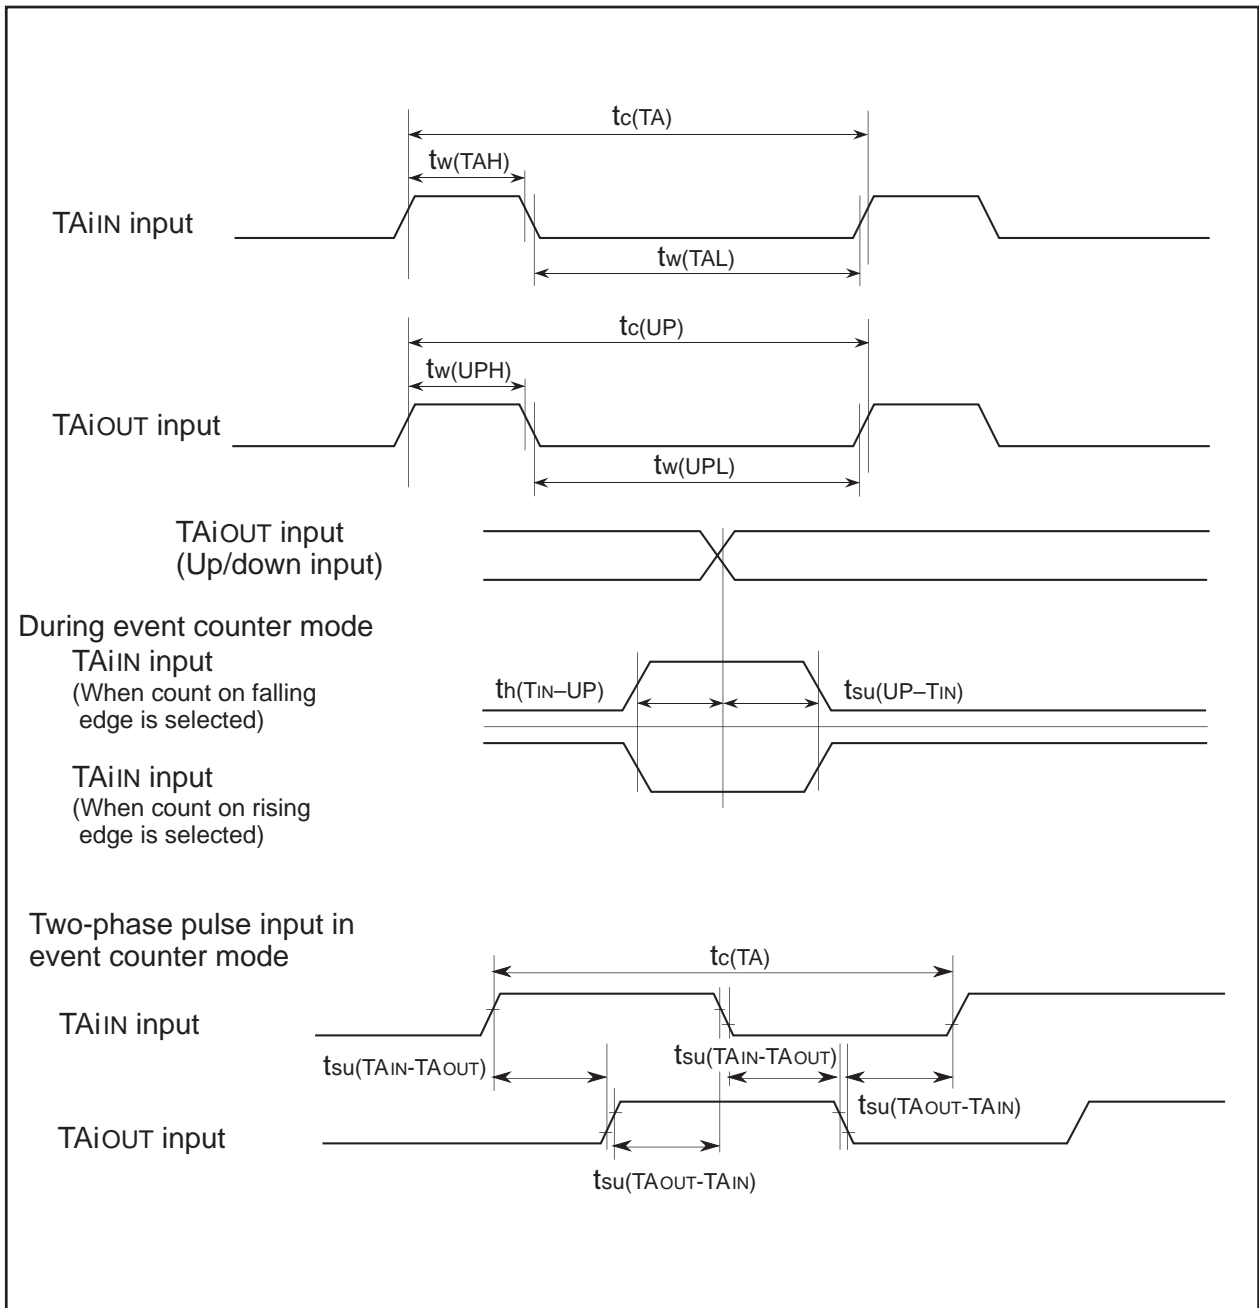 tc(TA)
tw(TAH)
TAiIN input
tw(TAL)
tc(UP)
tw(UPH)
TAiOUT input
tw(UPL)
TAiOUT input
(Up/down input)
During event counter mode
TAiIN input
(When count on falling
edge is selected)
th(TIN–UP)
tsu(UP–TIN)
TAiIN input
(When count on rising
edge is selected)
Two-phase pulse input in
event counter mode
tc(TA)
TAiIN input
tsu(TAIN-TAOUT)
tsu(TAIN-TAOUT)
tsu(TAOUT-TAIN)
TAiOUT input
tsu(TAOUT-TAIN)